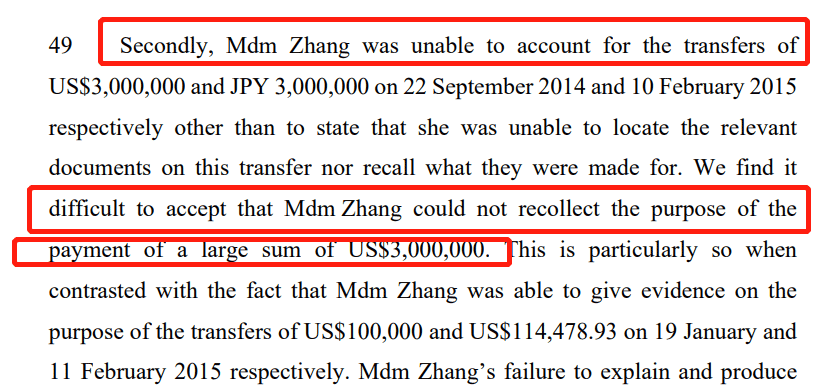 49 Secondly, Mdm Zhang was unable to account for the transfers of
US$3,000,000 and JPY 3,000,000 on 22 September 2014 and 10 February 2015
respectively other than to state that she was unable to locate the relevant
documents on this transfer nor recall what they were made for. We find it
difficult to accept that Mdm Zhang could not recollect the purpose of the
payment of a large sum of US$3,000,000. This is particularly so when
contrasted with the fact that Mdm Zhang was able to give evidence on the
purpose of the transfers of US$100,000 and US$114,478.93 on 19 January and
11 February 2015 respectively. Mdm Zhang’s failure to explain and produce